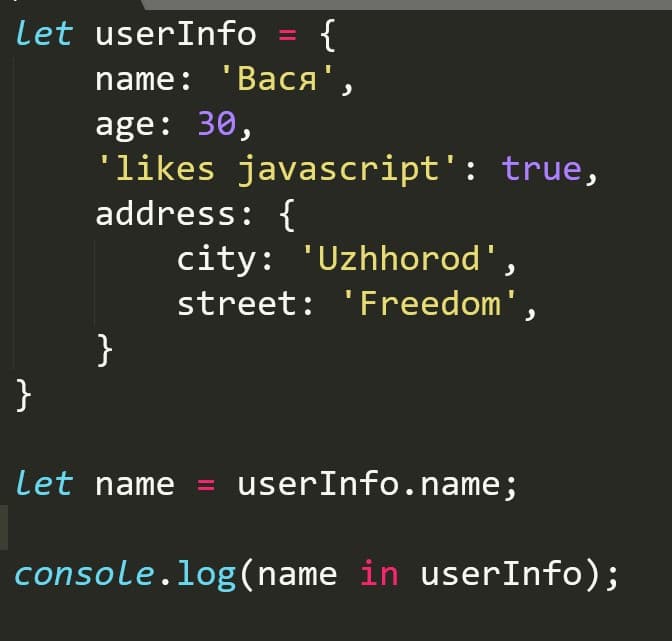 let userInfo = {
    name: 'Вася',
    age: 30,
    'likes javascript': true,
    address: {
        city: 'Uzhhorod',
        street: 'Freedom',
    }
}

let name = userInfo.name;

console.log(name in userInfo);